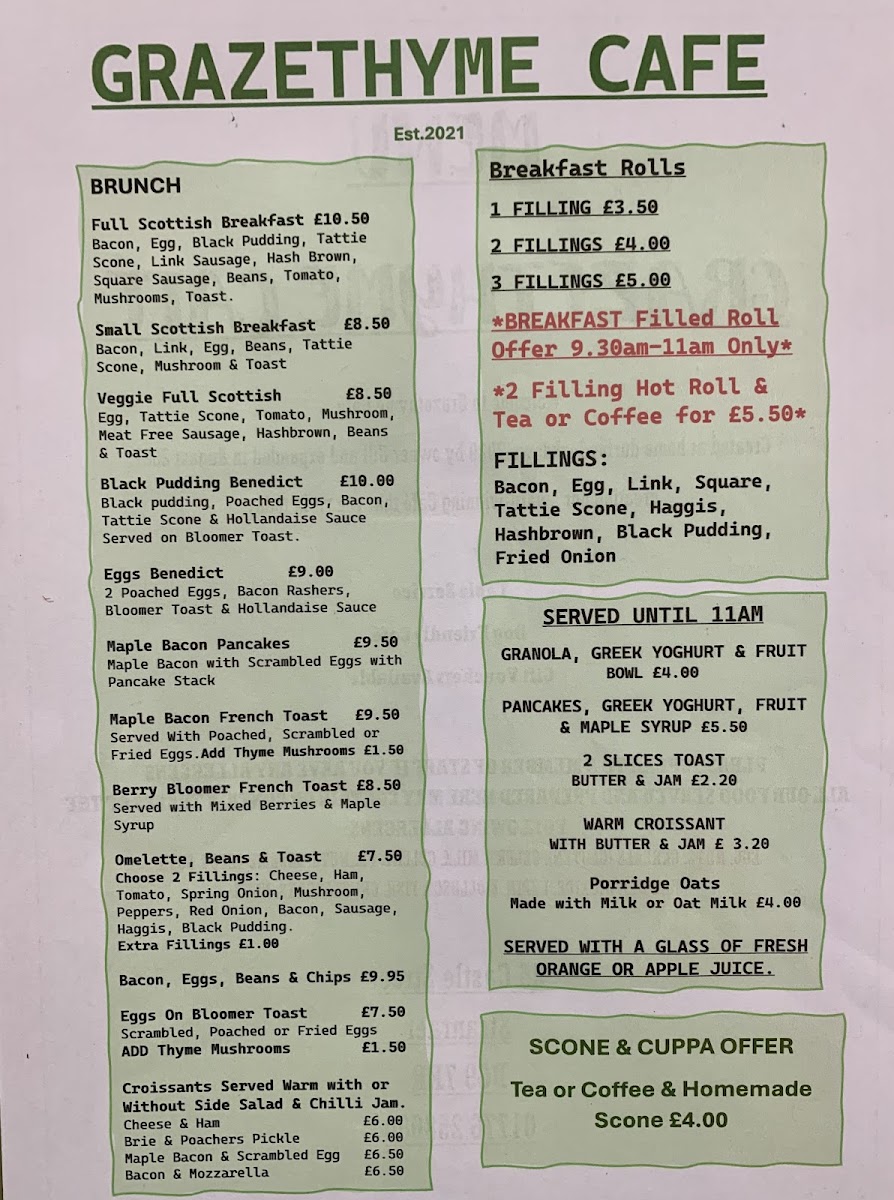 GRAZETHYME CAFE
Est.2021
BRUNCH
Full Scottish Breakfast £10.50
Bacon, Egg, Black Pudding, Tattie
Scone, Link Sausage, Hash Brown,
Square Sausage, Beans, Tomato,
Mushrooms, Toast.
Small Scottish Breakfast £8.50
Bacon, Link, Egg, Beans, Tattie
Scone, Mushroom & Toast
Veggie Full Scottish £8.50
Egg, Tattie Scone, Tomato, Mushroom,
Meat Free Sausage, Hashbrown, Beans
& Toast
Black Pudding Benedict £10.00
Black pudding, Poached Eggs, Bacon,
Tattie Scone & Hollandaise Sauce
Served on Bloomer Toast.
Eggs Benedict £9.00
2 Poached Eggs, Bacon Rashers,
Bloomer Toast & Hollandaise Sauce
Maple Bacon Pancakes £9.50
Maple Bacon with Scrambled Eggs with
Pancake Stack
Maple Bacon French Toast £9.50
Served With Poached, Scrambled or
Fried Eggs.Add Thyme Mushrooms £1.50
Berry Bloomer French Toast £8.50
Served with Mixed Berries & Maple
Syrup
Omelette, Beans & Toast £7.50
Choose 2 Fillings: Cheese, Ham,
Tomato, Spring Onion, Mushroom,
Peppers, Red Onion, Bacon, Sausage,
Haggis, Black Pudding.
Extra Fillings £1.00
Bacon, Eggs, Beans & Chips £9.95
Eggs On Bloomer Toast £7.50
Scrambled, Poached or Fried Eggs
ADD Thyme Mushrooms £1.50
Croissants Served Warm with or
Without Side Salad & Chilli Jam.
Cheese & Ham £6.00
Brie & Poachers Pickle £6.00
Maple Bacon & Scrambled Egg £6.50
Bacon & Mozzarella £6.50
Breakfast Rolls
1 FILLING £3.50
2 FILLINGS £4.00
3 FILLINGS £5.00
*BREAKFAST Filled Roll
Offer 9.30am-11am Only*
*2 Filling Hot Roll &
Tea or Coffee for £5.50*
FILLINGS:
Bacon, Egg, Link, Square,
Tattie Scone, Haggis,
Hashbrown, Black Pudding,
Fried Onion
SERVED UNTIL 11AM
GRANOLA, GREEK YOGHURT & FRUIT
BOWL £4.00
PANCAKES, GREEK YOGHURT, FRUIT
& MAPLE SYRUP £5.50
2 SLICES TOAST
BUTTER & JAM £2.20
WARM CROISSANT
WITH BUTTER & JAM £ 3.20
Porridge Oats
Made with Milk or Oat Milk £4.00
SERVED WITH A GLASS OF FRESH
ORANGE OR APPLE JUICE.
SCONE & CUPPA OFFER
Tea or Coffee & Homemade
Scone £4.00